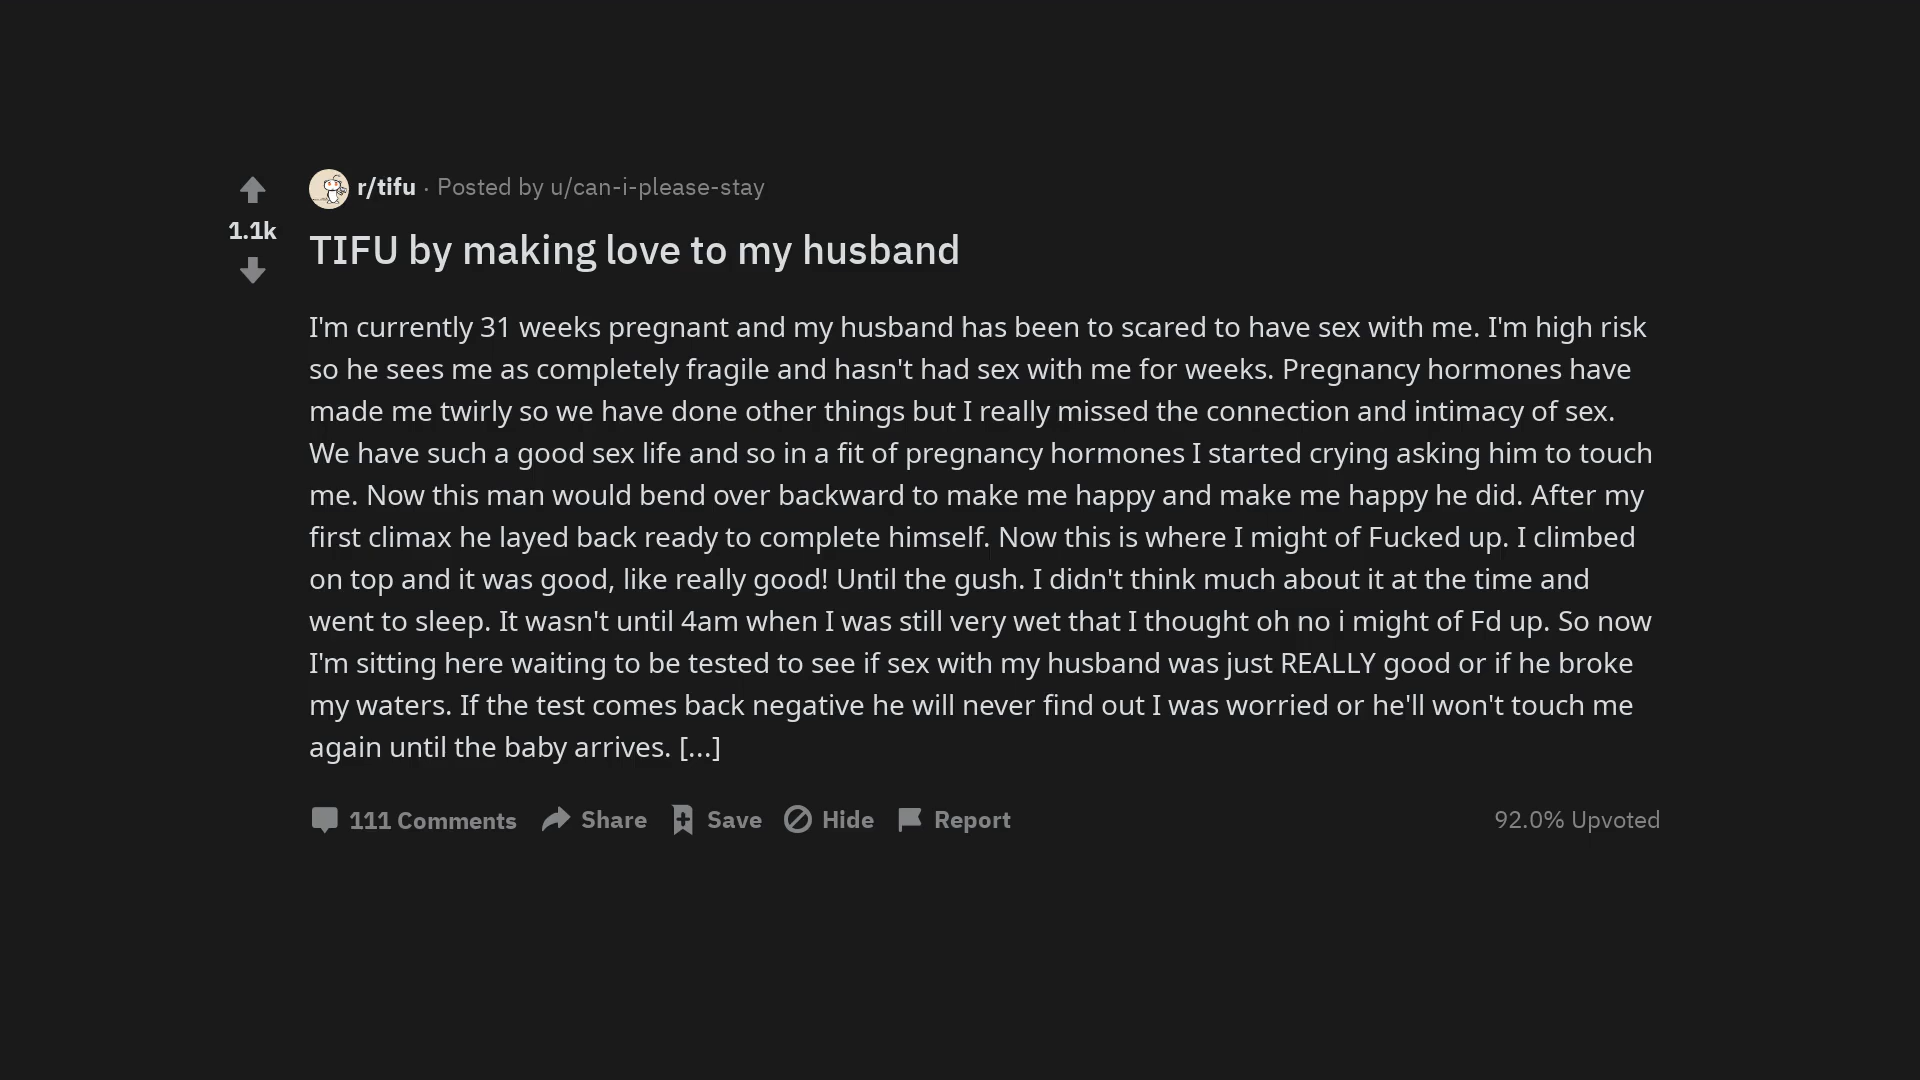 r/tifu · Posted by u/can-i-please-stay
1.1k
TIFU by making love to my husband
I'm currently 31 weeks pregnant and my husband has been to scared to have sex with me. I'm high risk
so he sees me as completely fragile and hasn't had sex with me for weeks. Pregnancy hormones have
made me twirly so we have done other things but I really missed the connection and intimacy of sex.
We have such a good sex life and so in a fit of pregnancy hormones I started crying asking him to touch
me. Now this man would bend over backward to make me happy and make me happy he did. After my
first climax he layed back ready to complete himself. Now this is where I might of Fucked up. I climbed
on top and it was good, like really good! Until the gush. I didn't think much about it at the time and
went to sleep. It wasn't until 4am when I was still very wet that I thought oh no i might of Fd up. So now
I'm sitting here waiting to be tested to see if sex with my husband was just REALLY good or if he broke
my waters. If the test comes back negative he will never find out I was worried or he'll won't touch me
again until the baby arrives. [...]
111 Comments Share Save Hide Report 92.0% Upvoted